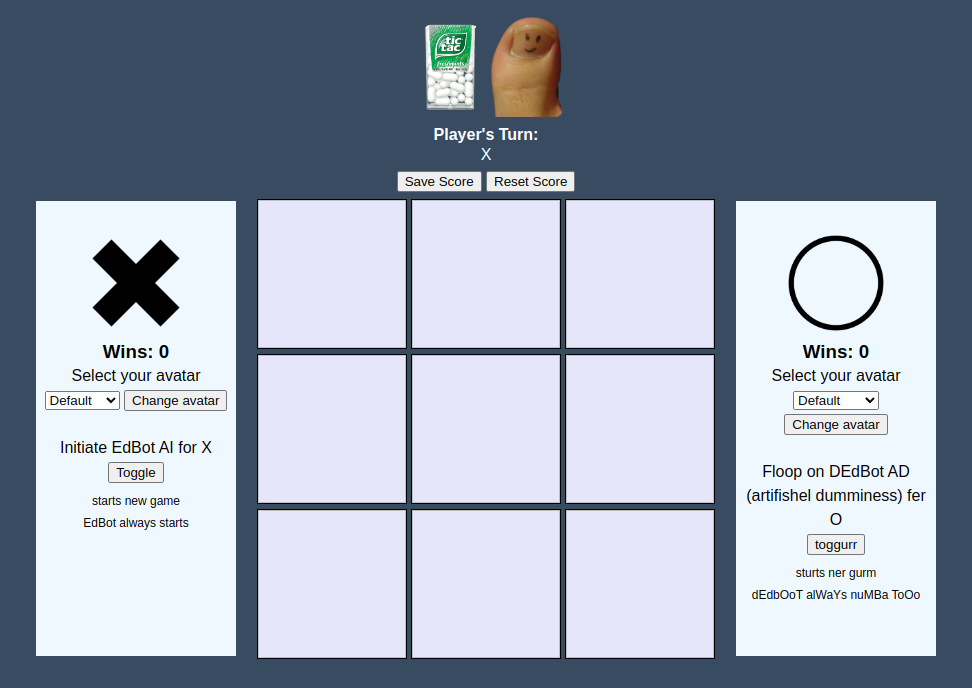 tic
tac
freshmints
Player's Turn:
X
Save Score Reset Score
Wins: 0
Select your avatar
Default Change avatar
Initiate EdBot AI for X
Toggle
starts new game
EdBot always starts
Wins: 0
Select your avatar
Default
Change avatar
Floop on DEdBot AD
(artifishel dumminess) fer
O
toggurr
sturts ner gurm
dEdbOoT alWaYs nuMBa ToOo